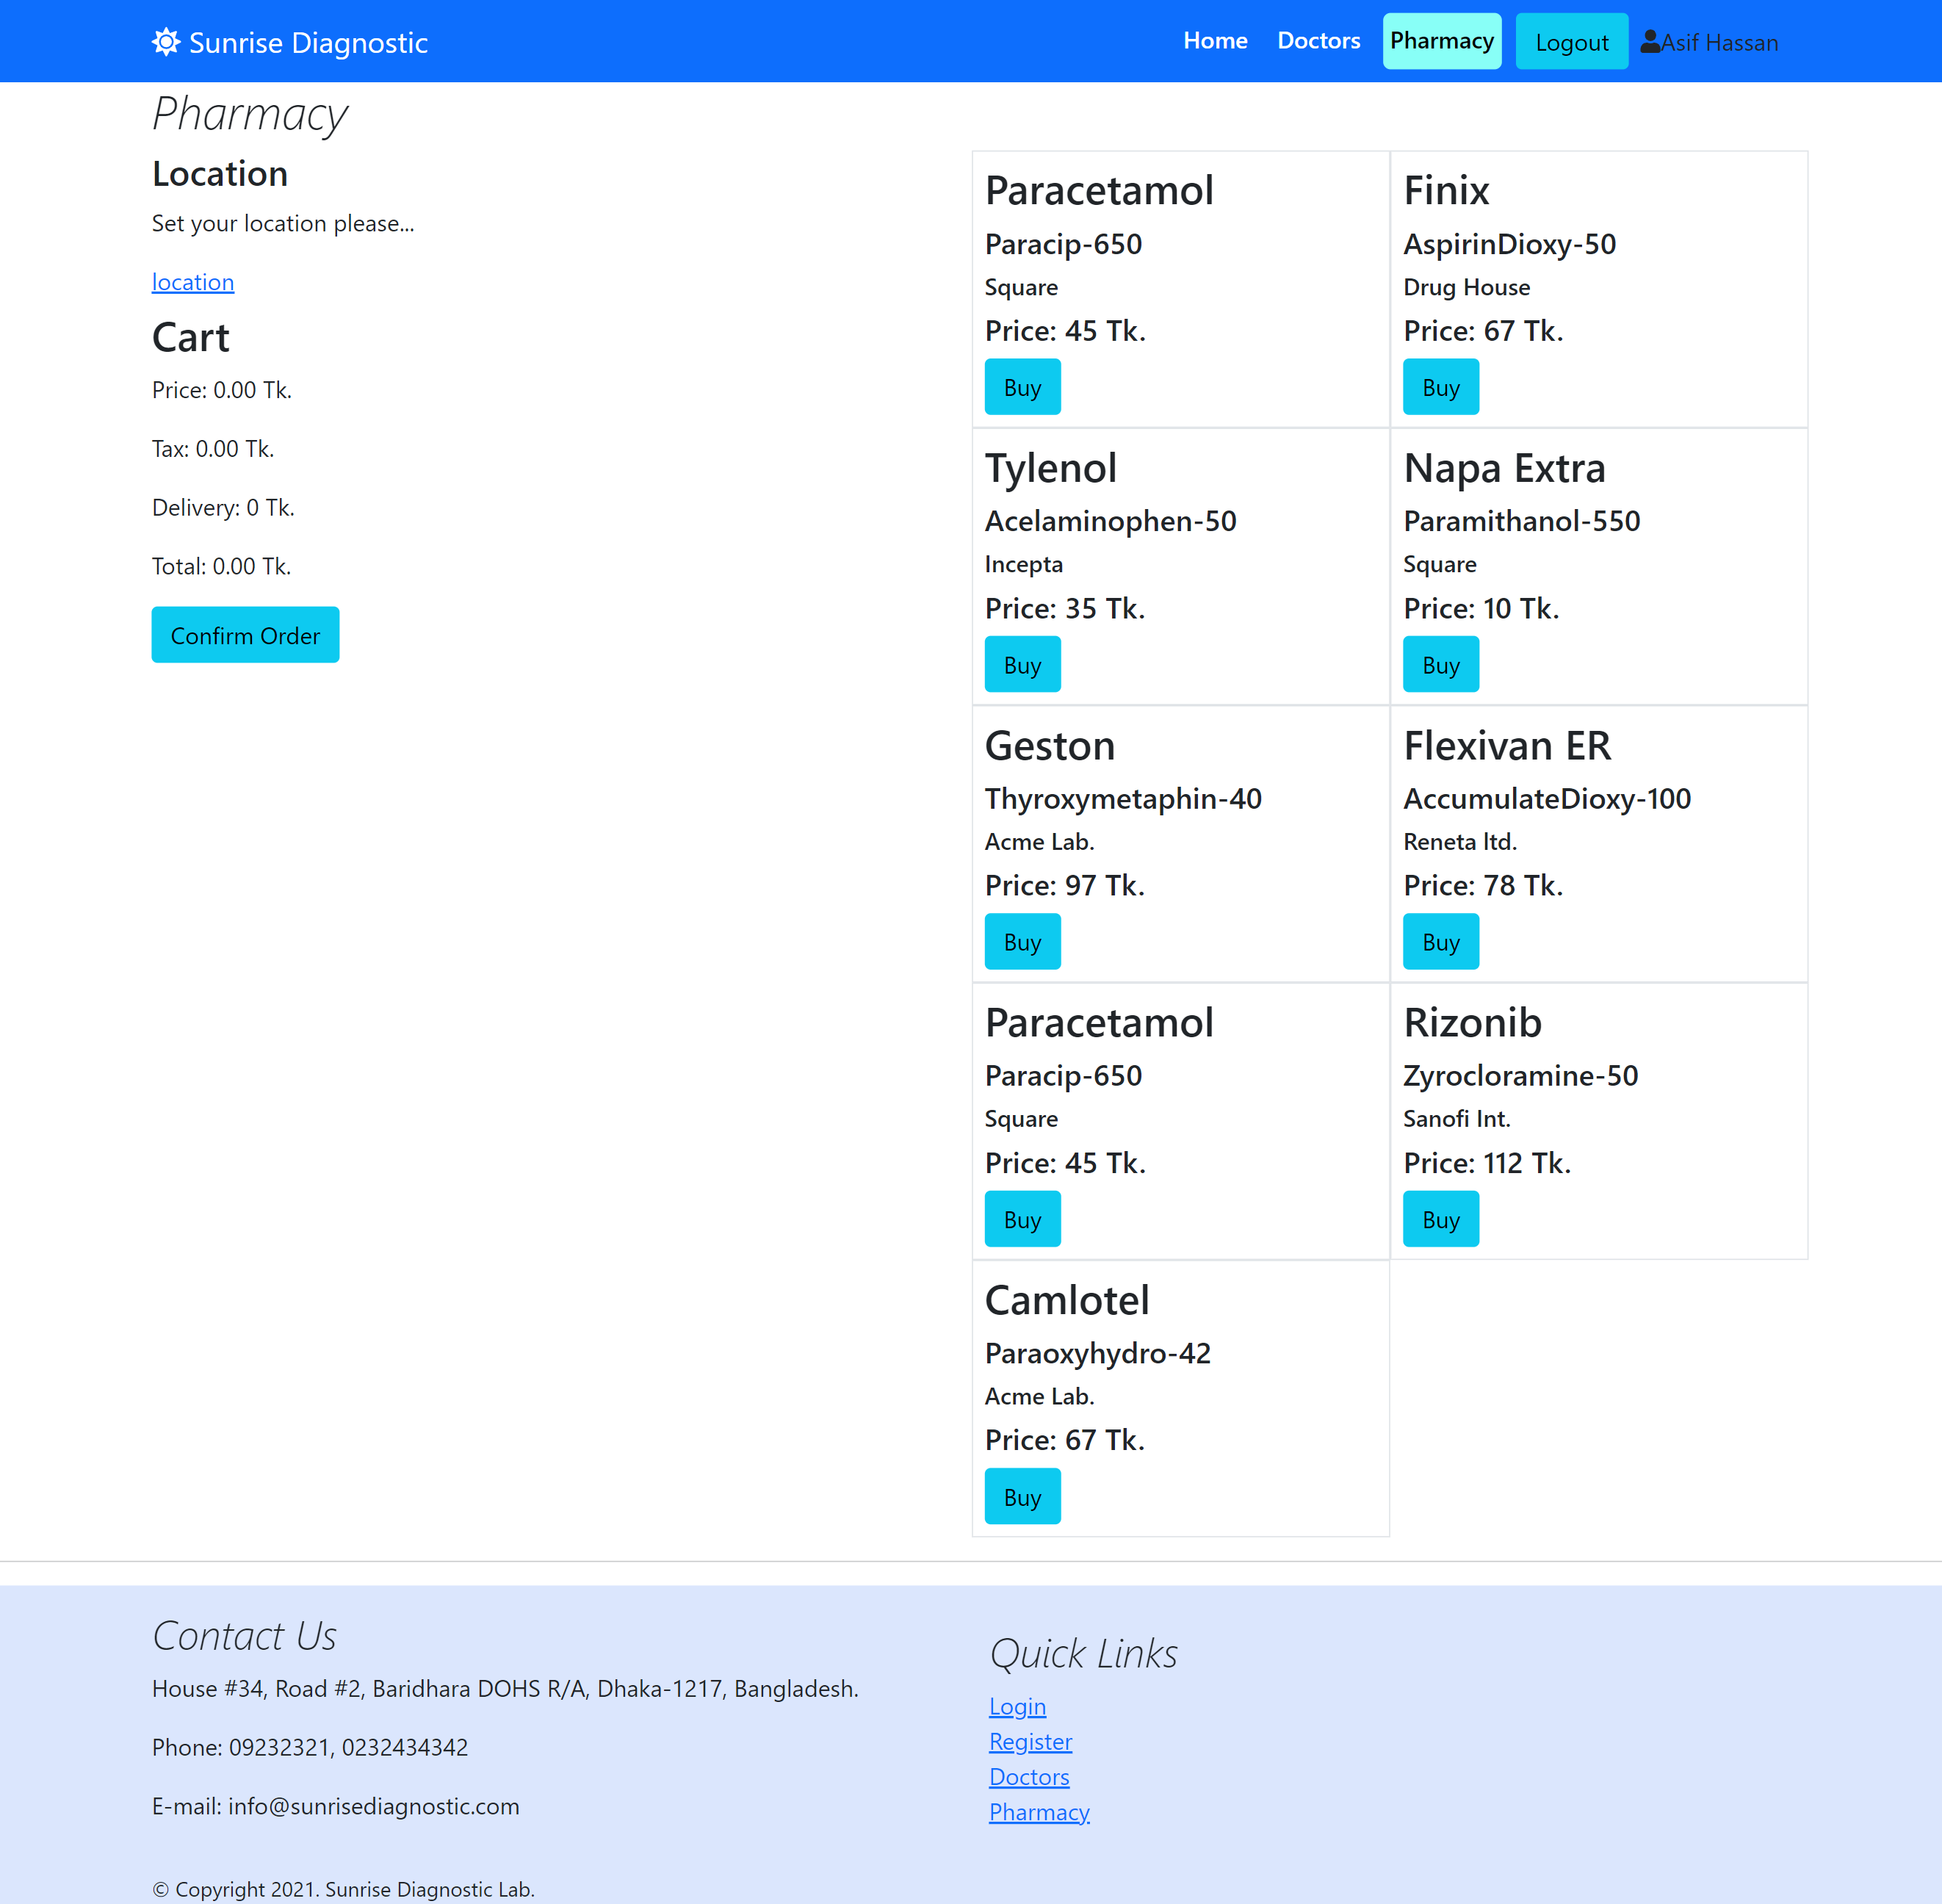 Sunrise Diagnostic
Home Doctors Pharmacy Logout Asif Hassan
Pharmacy
Location
Set your location please...
location
Cart
Price: 0.00 Tk.
Tax: 0.00 Tk.
Delivery: 0 Tk.
Total: 0.00 Tk.
Confirm Order
Paracetamol
Paracip-650
Square
Price: 45 Tk.
Buy
Finix
AspirinDioxy-50
Drug House
Price: 67 Tk.
Buy
Tylenol
Acelaminophen-50
Incepta
Price: 35 Tk.
Buy
Napa Extra
Paramithanol-550
Square
Price: 10 Tk.
Buy
Geston
Thyroxymetaphin-40
Acme Lab.
Price: 97 Tk.
Buy
Flexivan ER
AccumulateDioxy-100
Reneta ltd.
Price: 78 Tk.
Buy
Paracetamol
Paracip-650
Square
Price: 45 Tk.
Buy
Rizonib
Zyrocloramine-50
Sanofi Int.
Price: 112 Tk.
Buy
Camlotel
Paraoxyhydro-42
Acme Lab.
Price: 67 Tk.
Buy
Contact Us
House #34, Road #2, Baridhara DOHS R/A, Dhaka-1217, Bangladesh.
Phone: 09232321, 0232434342
E-mail: info@sunrisediagnostic.com
Quick Links
Login
Register
Doctors
Pharmacy
© Copyright 2021. Sunrise Diagnostic Lab.